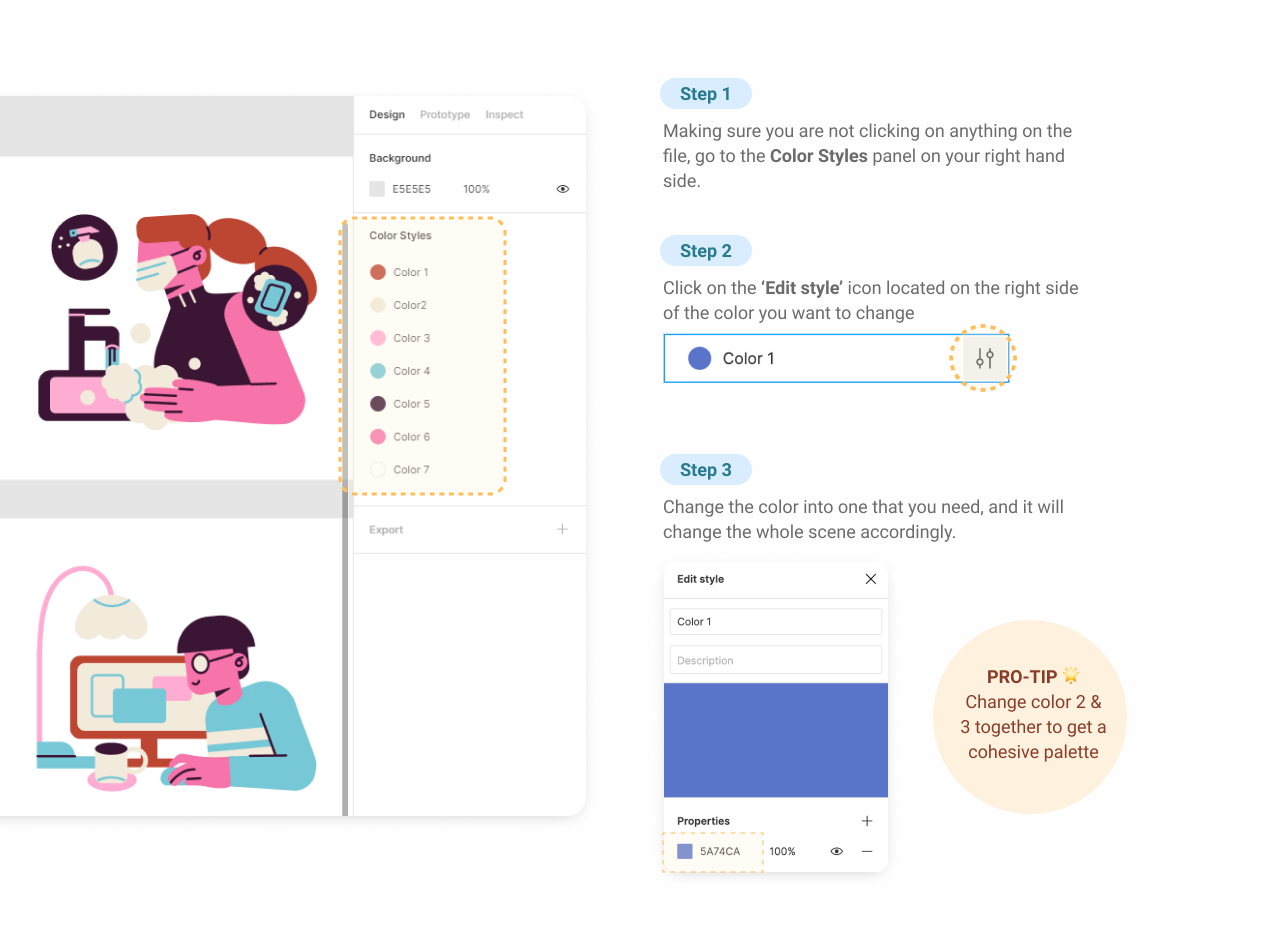 Design Prototype Inspect
Background
E5E5E5 100%
Color Styles
Color 1
Color2
Color 3
Color 4
Color 5
Color 6
Color 7
Export
Step 1
Making sure you are not clicking on anything on the
file, go to the Color Styles panel on your right hand
side.
Step 2
Click on the ‘Edit style’ icon located on the right side
of the color you want to change
Color 1
Step 3
Change the color into one that you need, and it will
change the whole scene accordingly.
Edit style
Color 1
Description
Properties
5A74CA 100%
PRO-TIP 🌟
Change color 2 &
3 together to get a
cohesive palette